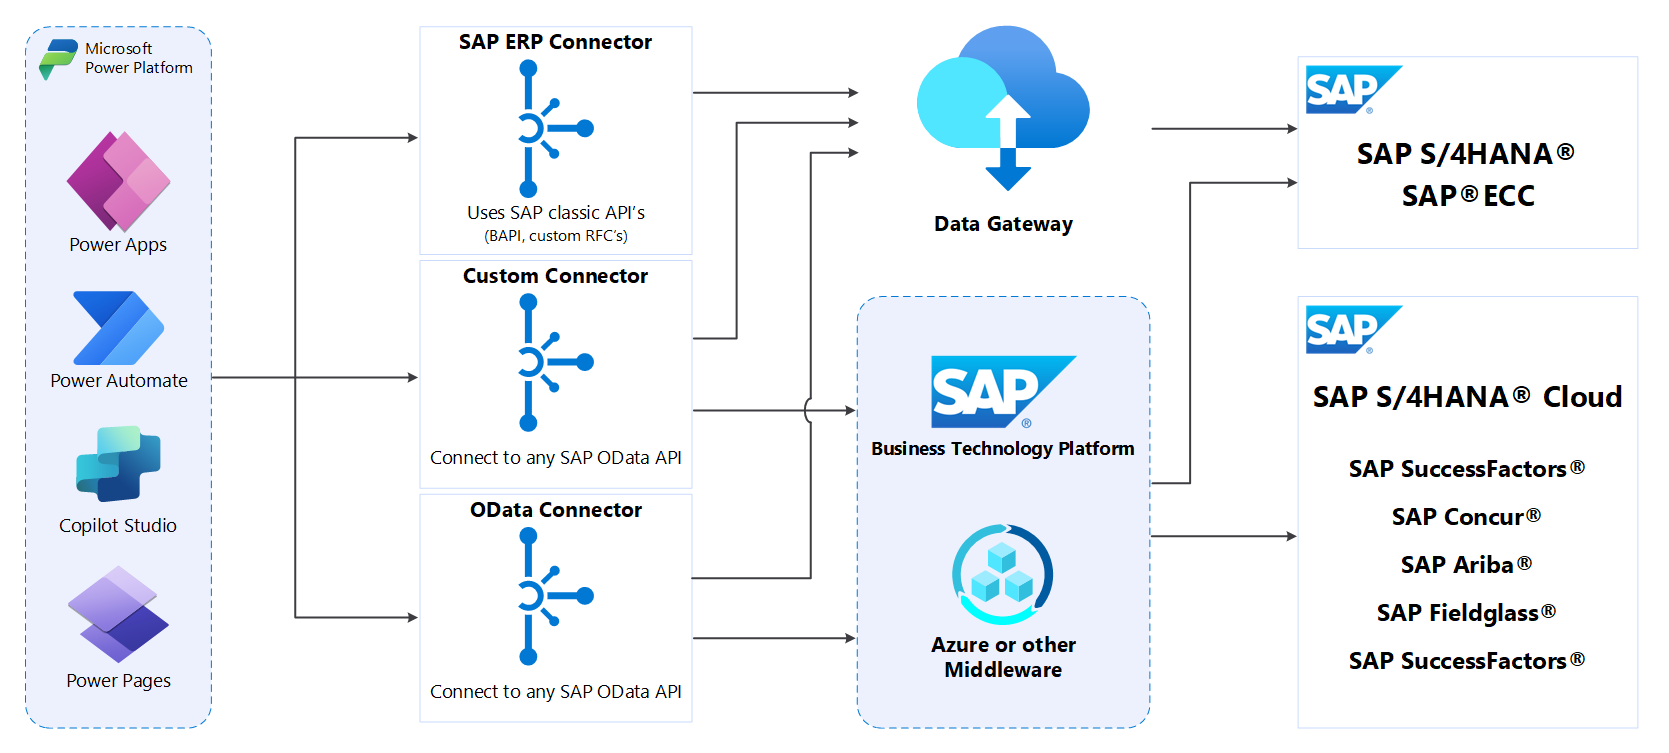 Microsoft
Power Platform
Power Apps
Power Automate
Copilot Studio
Power Pages
SAP ERP Connector
Uses SAP classic API's
(BAPI, custom RFC's)
Custom Connector
Connect to any SAP OData API
OData Connector
Connect to any SAP OData API
Data Gateway
SAP®
Business Technology Platform
Azure or other
Middleware
SAP®
SAP S/4HANA®
SAP®ECC
SAP®
SAP S/4HANA® Cloud
SAP SuccessFactors®
SAP Concur®
SAP Ariba®
SAP Fieldglass®
SAP SuccessFactors®